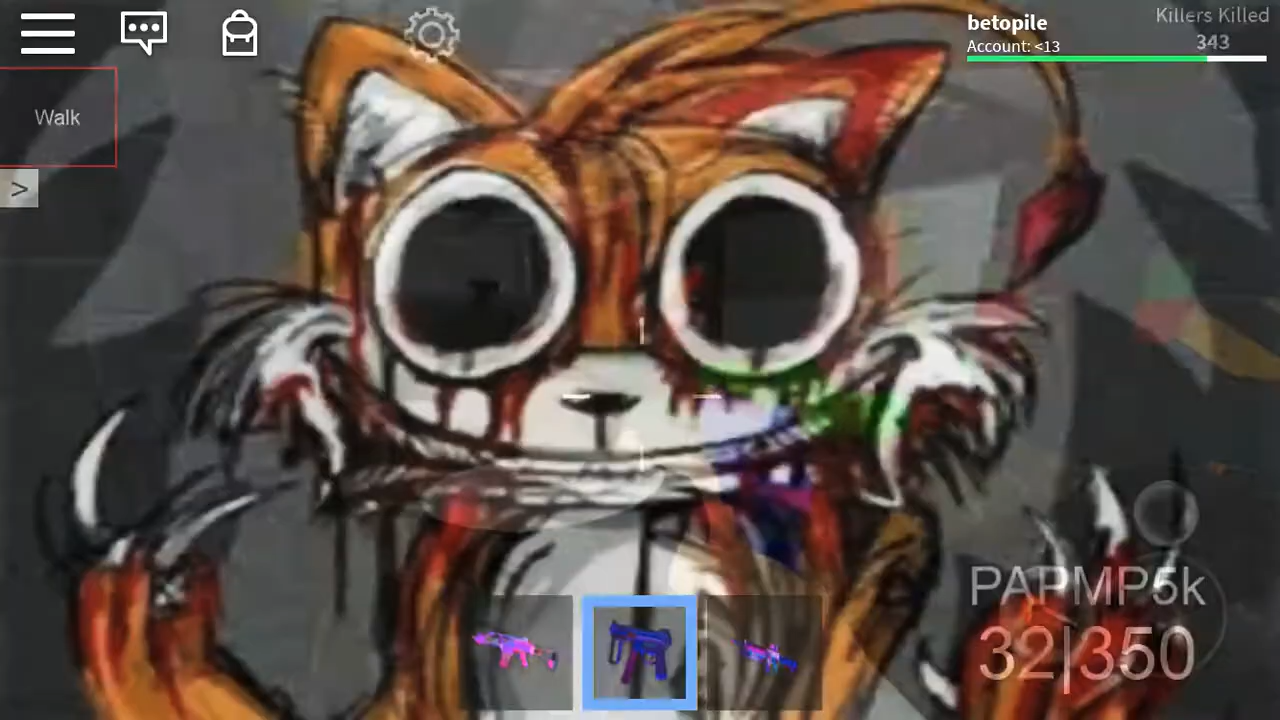 betopile
Account: <13
Killers Killed
343
Walk
>
PAPMP5k
32|350